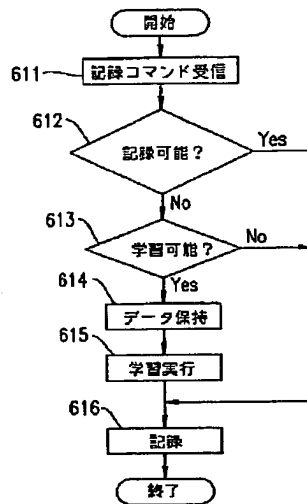 開始
611
記録コマンド受信
612
記録可能？
Yes
No
613
学習可能？
No
Yes
614
データ保持
615
学習実行
616
記録
終了